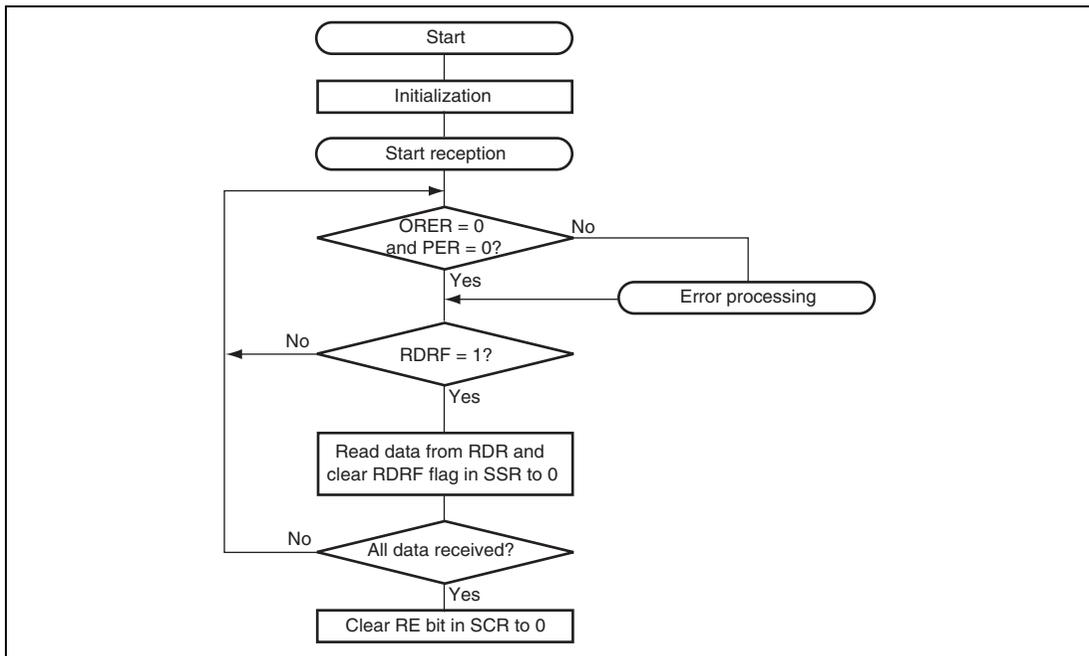 Start
Initialization
Start reception
ORER = 0
and PER = 0?
No
Yes
Error processing
No
RDRF = 1?
Yes
Read data from RDR and
clear RDRF flag in SSR to 0
No
All data received?
Yes
Clear RE bit in SCR to 0